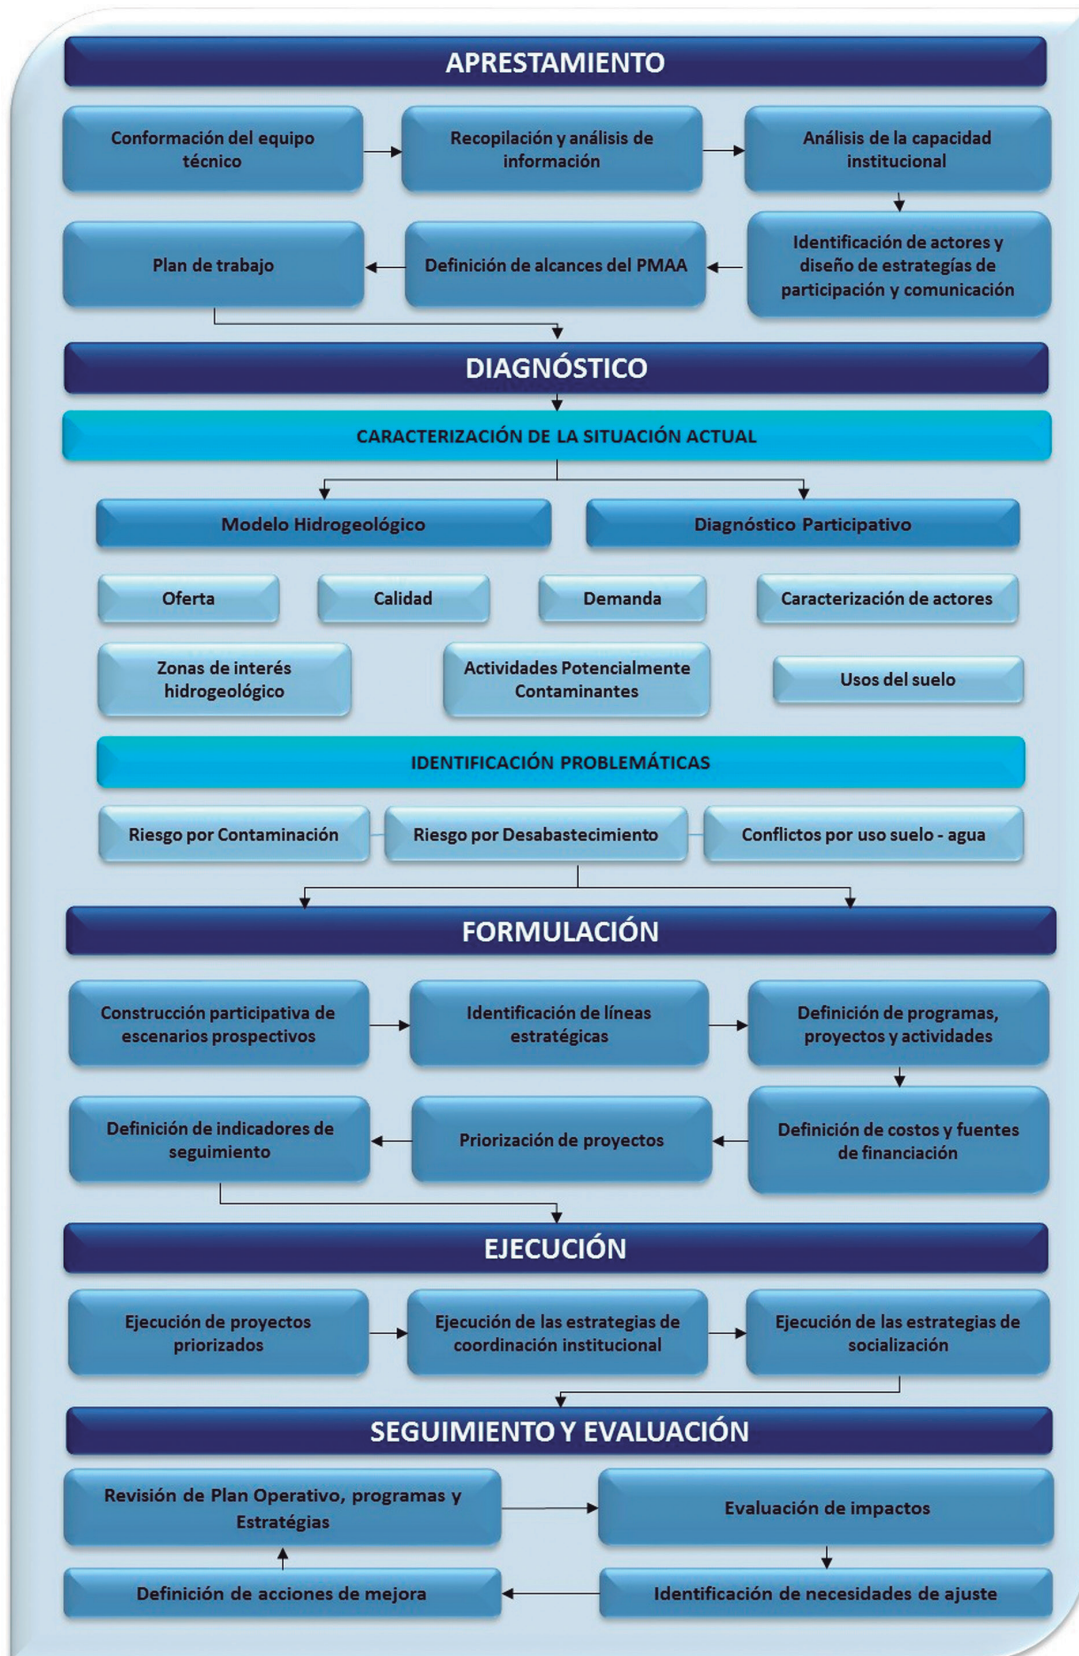 APRESTAMIENTO
Conformación del equipo
técnico
Recopilación y análisis de
información
Análisis de la capacidad
institucional
Plan de trabajo
Definición de alcances del PMAA
Identificación de actores y
diseño de estrategías de
participación y comunicación
DIAGNÓSTICO
CARACTERIZACIÓN DE LA SITUACIÓN ACTUAL
Modelo Hidrogeológico
Diagnóstico Participativo
Oferta
Calidad
Demanda
Caracterización de actores
Zonas de interés
hidrogeológico
Actividades Potencialmente
Contaminantes
Usos del suelo
IDENTIFICACIÓN PROBLEMÁTICAS
Riesgo por Contaminación
Riesgo por Desabastecimiento
Conflictos por uso suelo - agua
FORMULACIÓN
Construcción participativa de
escenarios prospectivos
Identificación de líneas
estratégicas
Definición de programas,
proyectos y actividades
Definición de indicadores de
seguimiento
Priorización de proyectos
Definición de costos y fuentes
de financiación
EJECUCIÓN
Ejecución de proyectos
priorizados
Ejecución de las estrategias de
coordinación institucional
Ejecución de las estrategias de
socialización
SEGUIMIENTO Y EVALUACIÓN
Revisión de Plan Operativo, programas y
Estratégias
Evaluación de impactos
Definición de acciones de mejora
Identificación de necesidades de ajuste